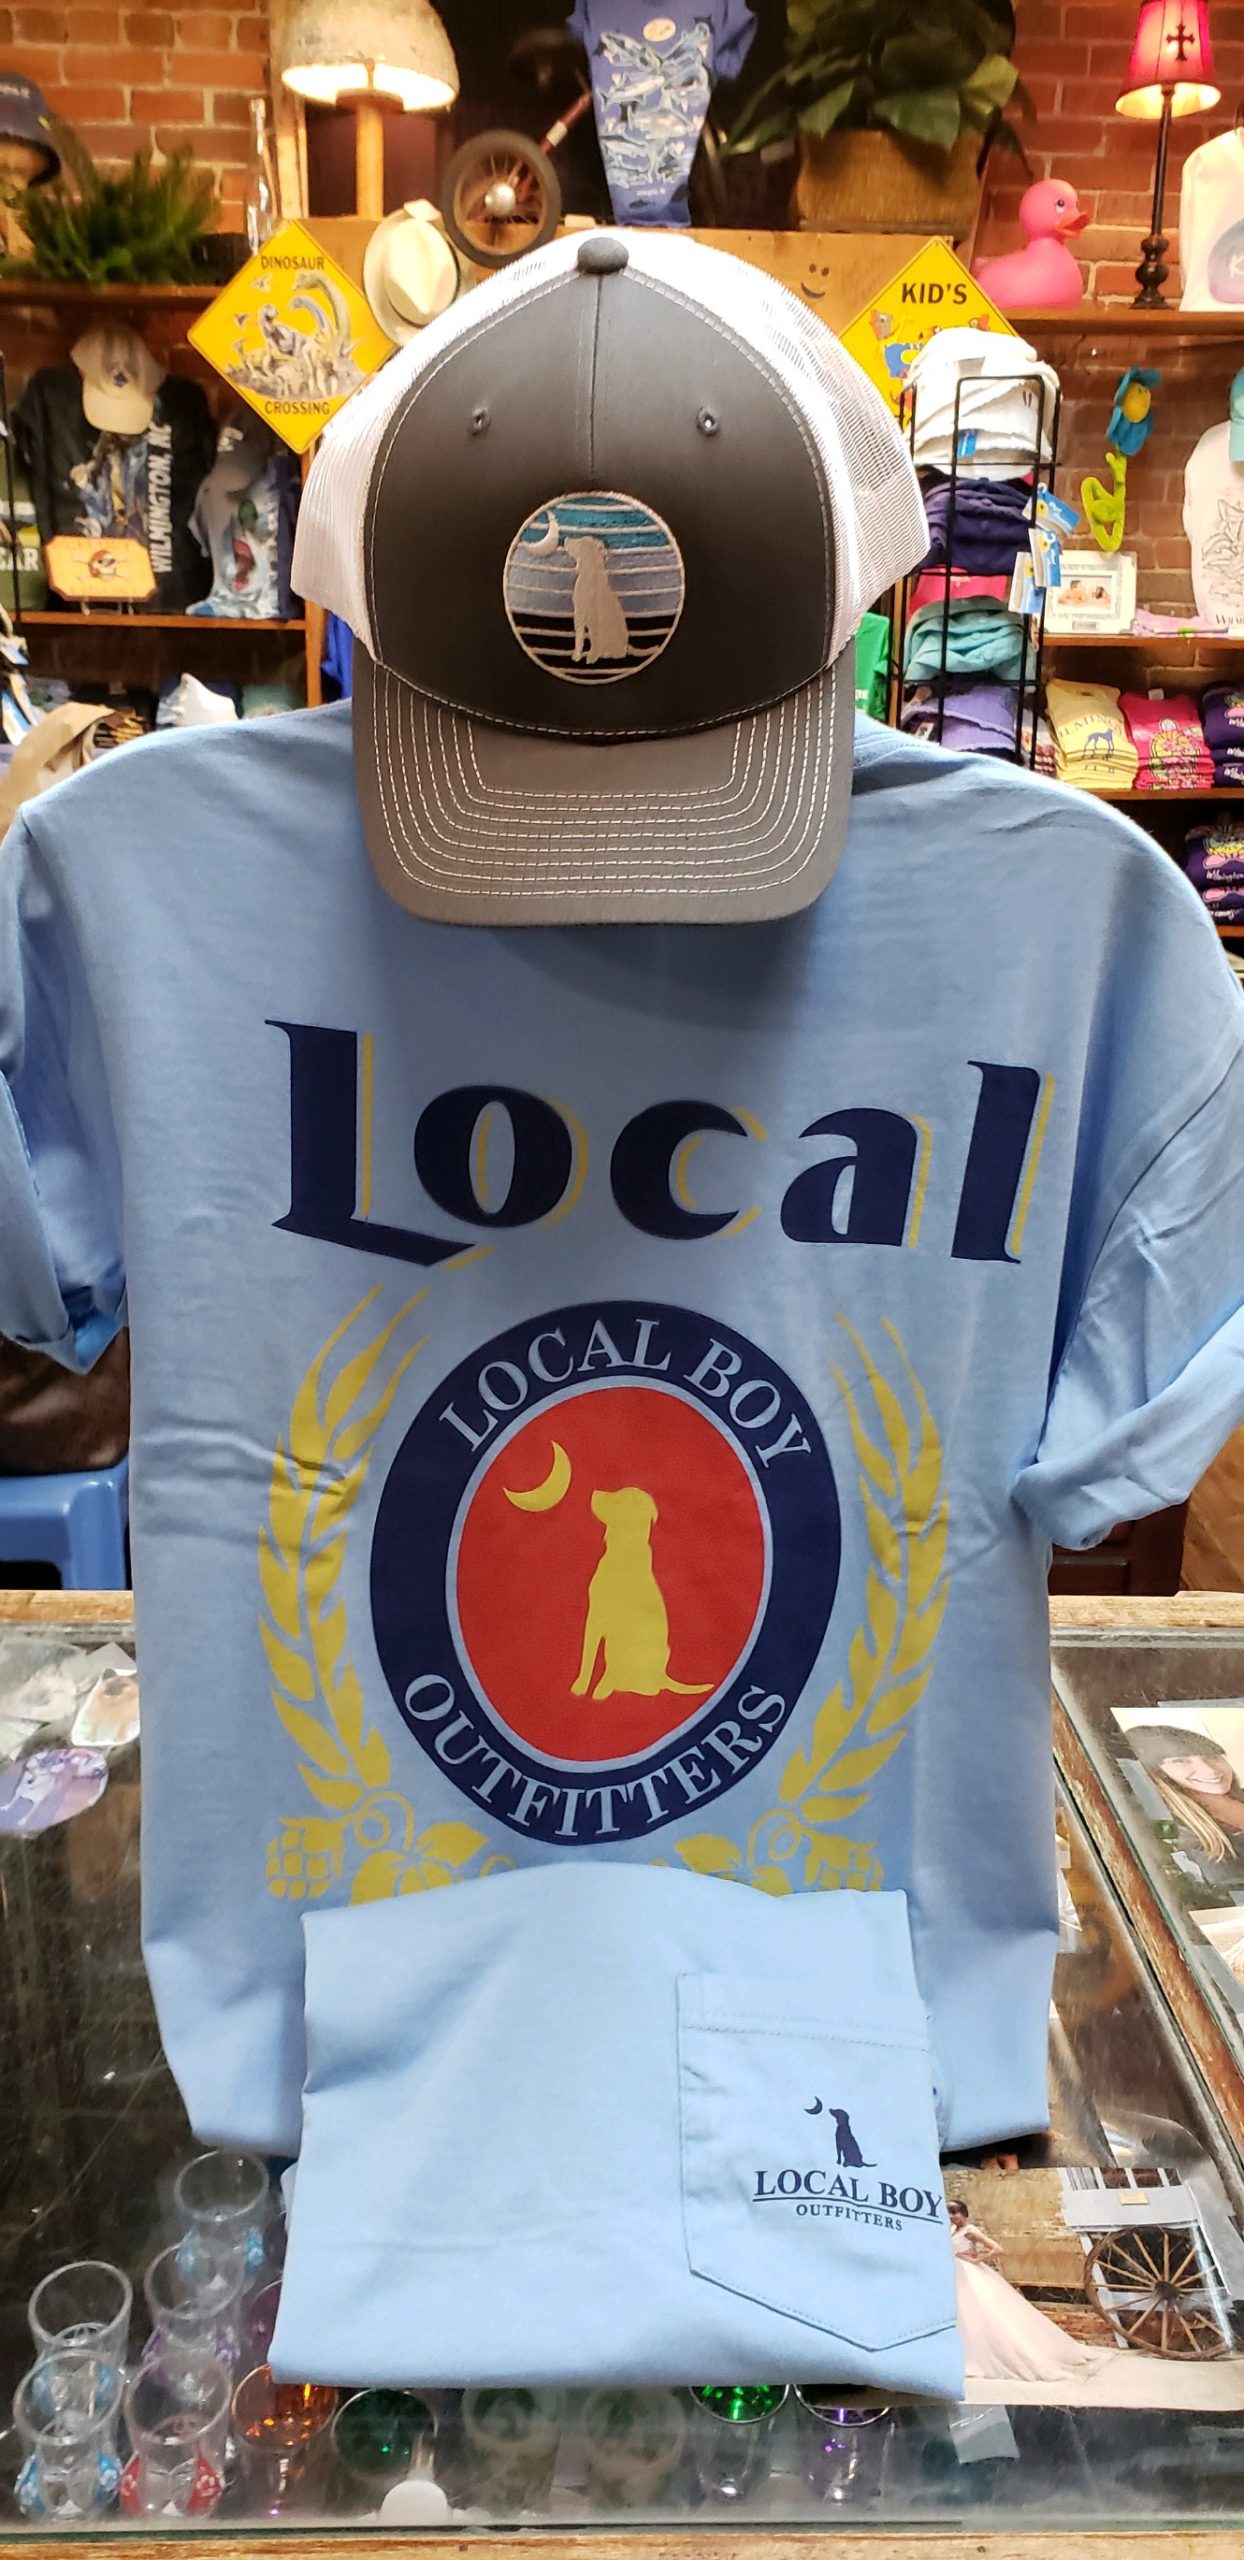 DINOSAUR
CROSSING
KID'S
WILMINGTON, NC
Local
LOCAL BOY
OUTFITTERS
LOCAL BOY
OUTFITTERS